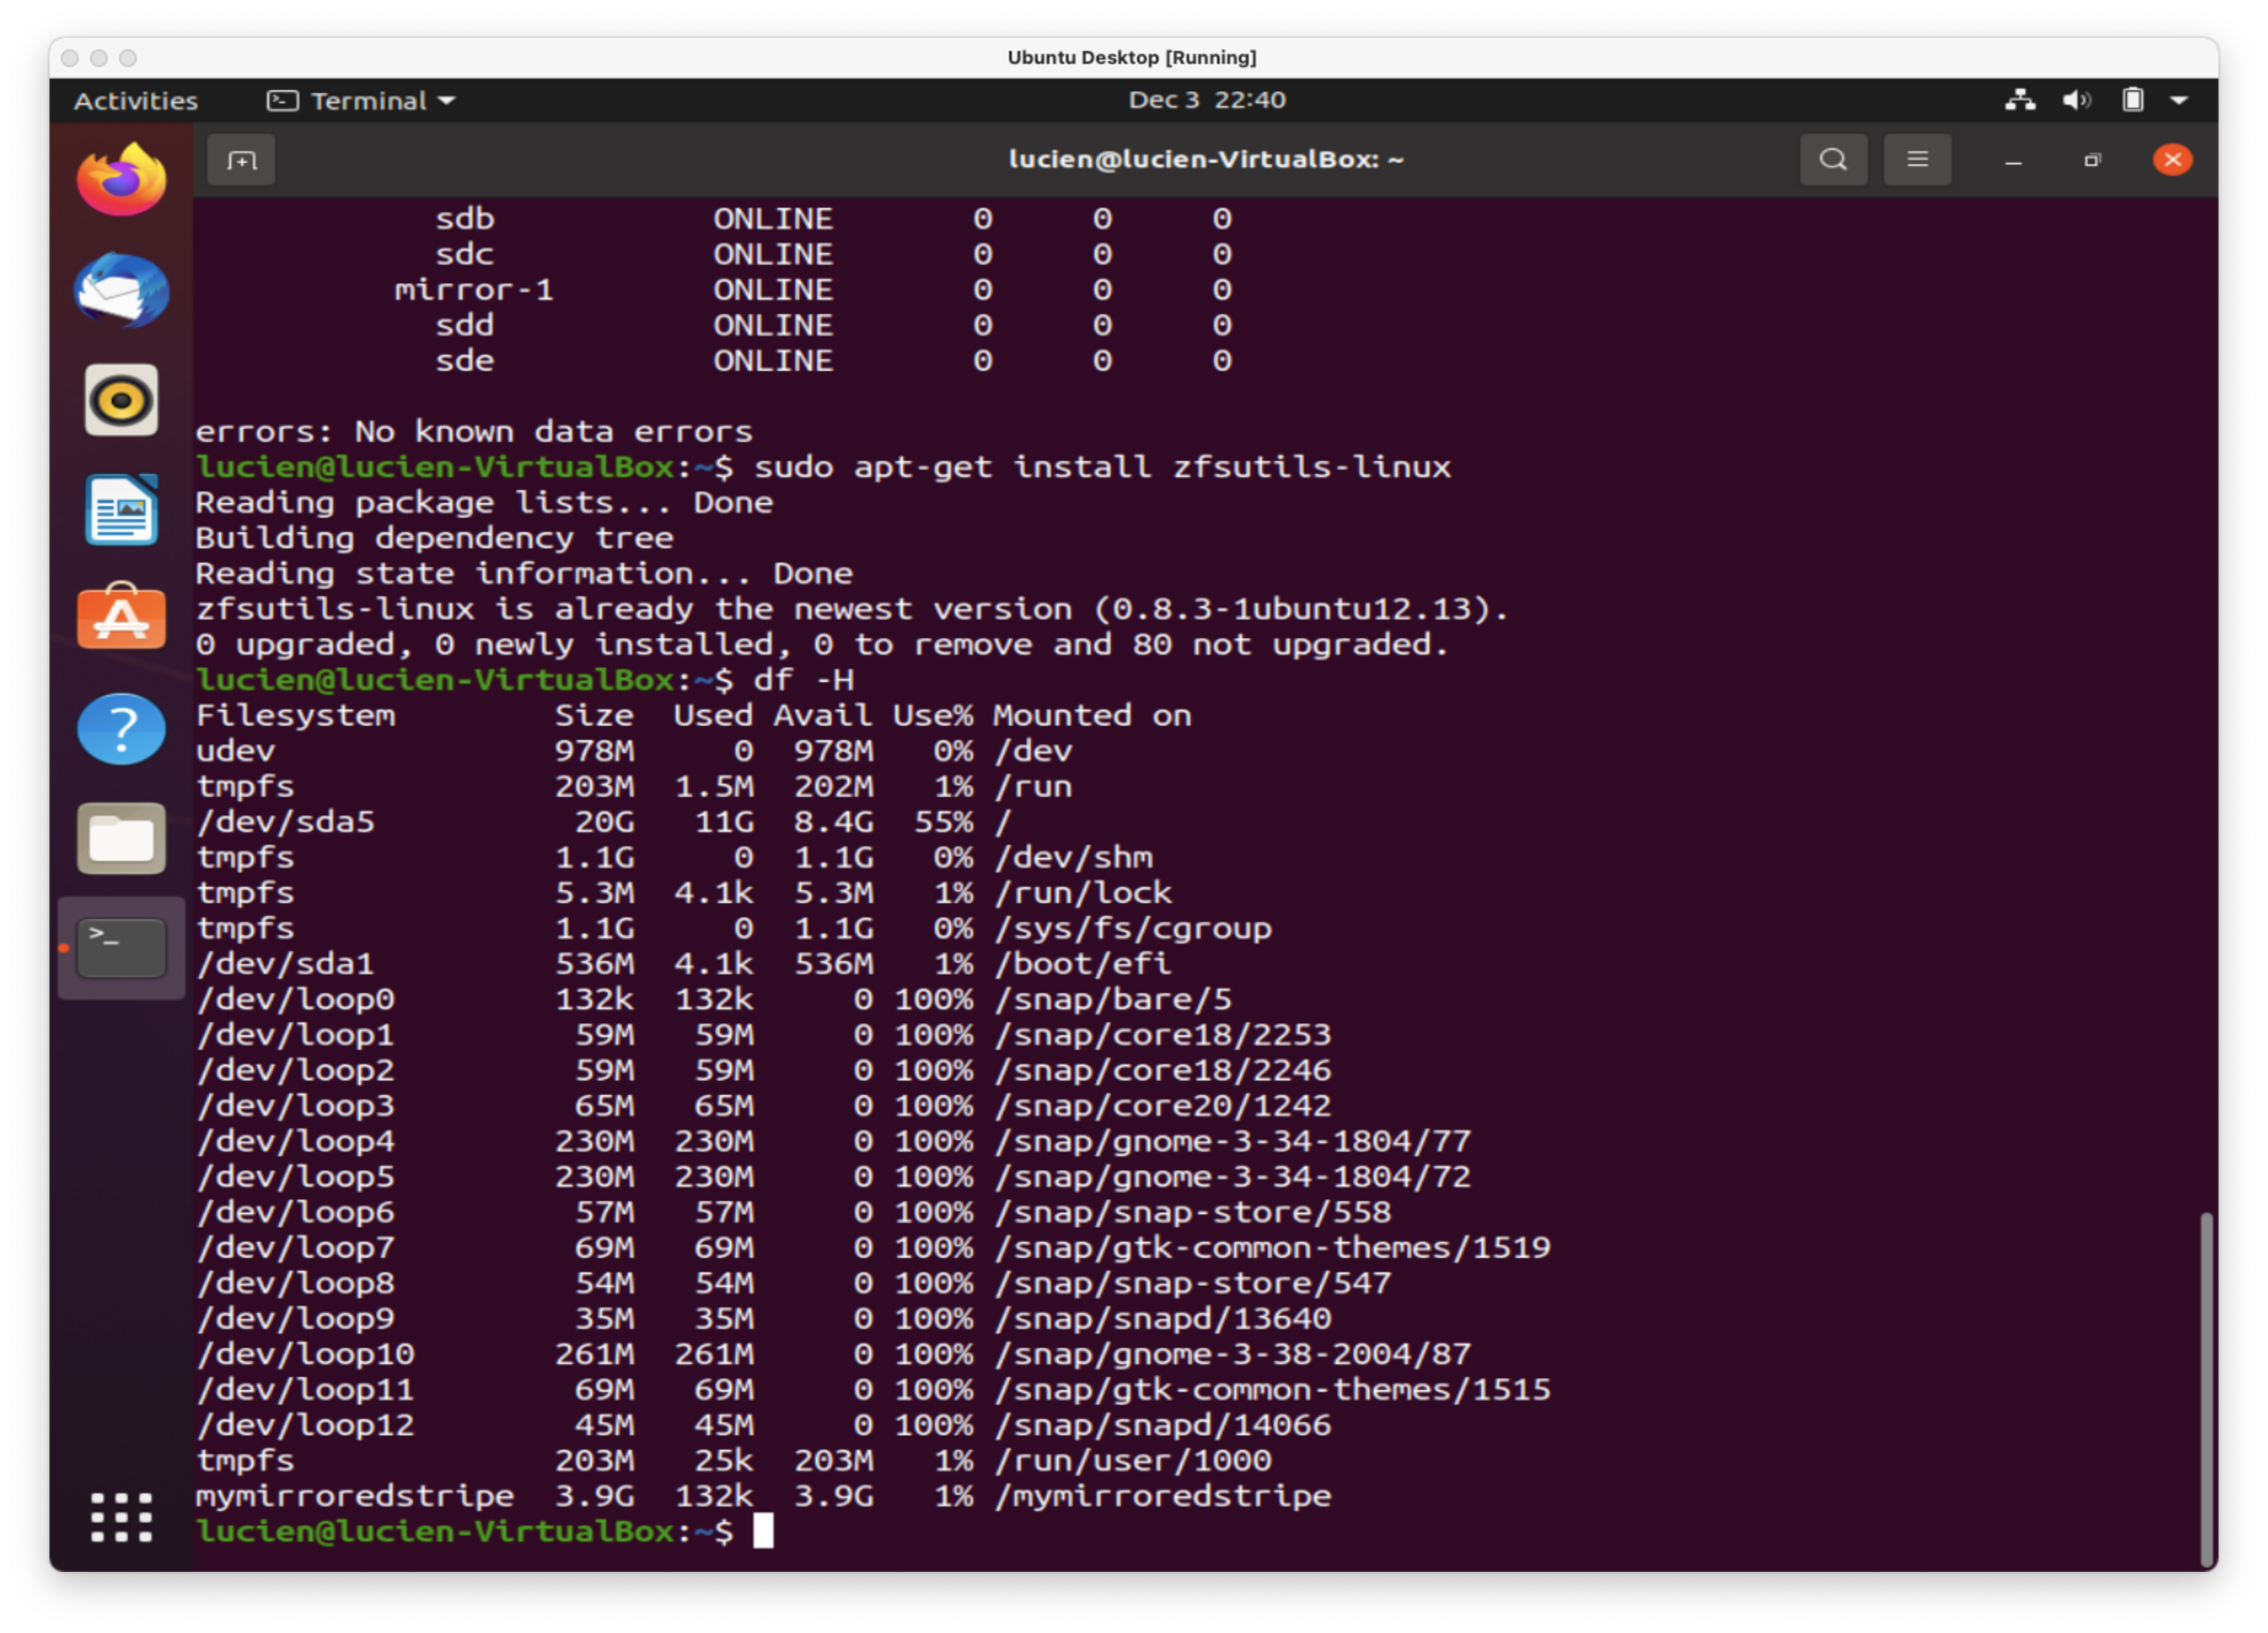 Ubuntu Desktop [Running]
Activities Terminal Dec 3 22:40
lucien@lucien-VirtualBox: ~
sdb ONLINE 0 0 0
sdc ONLINE 0 0 0
mirror-1 ONLINE 0 0 0
sdd ONLINE 0 0 0
sde ONLINE 0 0 0
errors: No known data errors
lucien@lucien-VirtualBox:~$ sudo apt-get install zfsutils-linux
Reading package lists... Done
Building dependency tree
Reading state information... Done
zfsutils-linux is already the newest version (0.8.3-1ubuntu12.13).
0 upgraded, 0 newly installed, 0 to remove and 80 not upgraded.
lucien@lucien-VirtualBox:~$ df -H
Filesystem Size Used Avail Use% Mounted on
udev 978M 0 978M 0% /dev
tmpfs 203M 1.5M 202M 1% /run
/dev/sda5 20G 11G 8.4G 55% /
tmpfs 1.1G 0 1.1G 0% /dev/shm
tmpfs 5.3M 4.1k 5.3M 1% /run/lock
tmpfs 1.1G 0 1.1G 0% /sys/fs/cgroup
/dev/sda1 536M 4.1k 536M 1% /boot/efi
/dev/loop0 132k 132k 0 100% /snap/bare/5
/dev/loop1 59M 59M 0 100% /snap/core18/2253
/dev/loop2 59M 59M 0 100% /snap/core18/2246
/dev/loop3 65M 65M 0 100% /snap/core20/1242
/dev/loop4 230M 230M 0 100% /snap/gnome-3-34-1804/77
/dev/loop5 230M 230M 0 100% /snap/gnome-3-34-1804/72
/dev/loop6 57M 57M 0 100% /snap/snap-store/558
/dev/loop7 69M 69M 0 100% /snap/gtk-common-themes/1519
/dev/loop8 54M 54M 0 100% /snap/snap-store/547
/dev/loop9 35M 35M 0 100% /snap/snapd/13640
/dev/loop10 261M 261M 0 100% /snap/gnome-3-38-2004/87
/dev/loop11 69M 69M 0 100% /snap/gtk-common-themes/1515
/dev/loop12 45M 45M 0 100% /snap/snapd/14066
tmpfs 203M 25k 203M 1% /run/user/1000
mymirroredstripe 3.9G 132k 3.9G 1% /mymirroredstripe
lucien@lucien-VirtualBox:~$